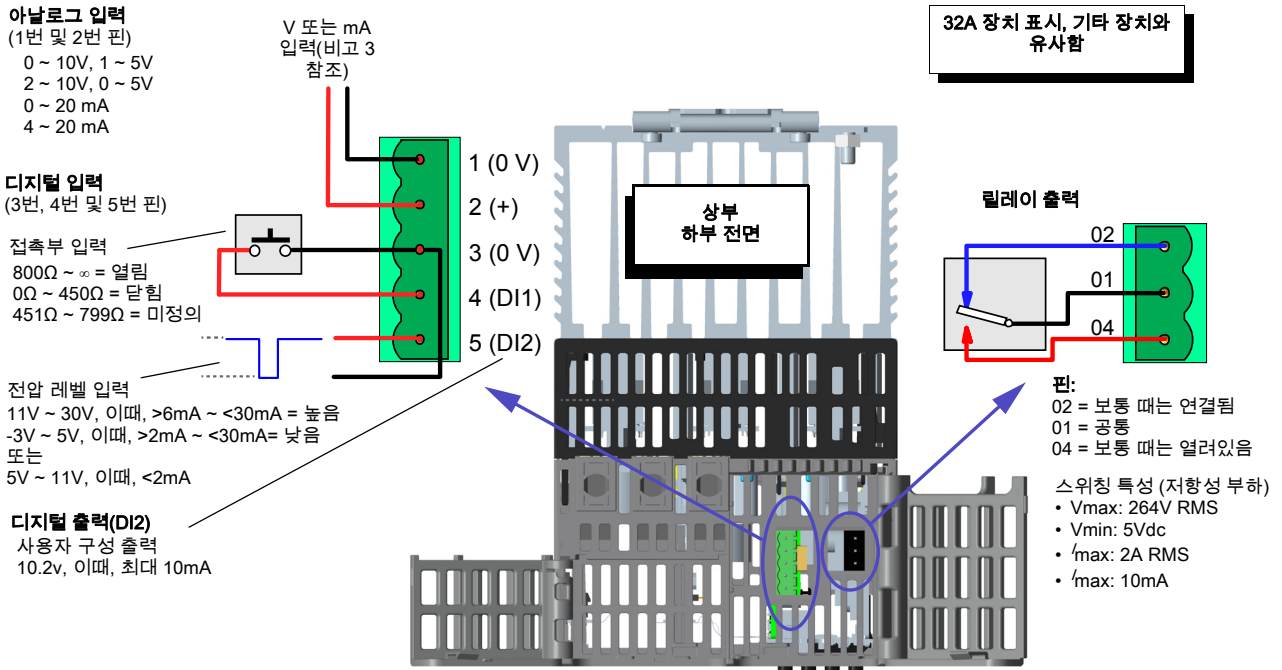 아날로그 입력
(1번 및 2번 핀)
0 ~ 10V, 1 ~ 5V
2 ~ 10V, 0 ~ 5V
0 ~ 20 mA
4 ~ 20 mA
V 또는 mA
입력(비고 3
참조)
32A 장치 표시, 기타 장치와
유사함
디지털 입력
(3번, 4번 및 5번 핀)
접촉부 입력
800Ω ~ ∞ = 열림
0Ω ~ 450Ω = 닫힘
451Ω ~ 799Ω = 미정의
전압 레벨 입력
11V ~ 30V, 이때, >6mA ~ <30mA = 높음
-3V ~ 5V, 이때, >2mA ~ <30mA= 낮음
또는
5V ~ 11V, 이때, <2mA
디지털 출력(DI2)
사용자 구성 출력
10.2v, 이때, 최대 10mA
1 (0 V)
2 (+)
3 (0 V)
4 (DI1)
5 (DI2)
상부
하부 전면
릴레이 출력
02
01
04
핀:
02 = 보통 때는 연결됨
01 = 공통
04 = 보통 때는 열려있음
스위칭 특성 (저항성 부하)
• Vmax: 264V RMS
• Vmin: 5Vdc
• Imax: 2A RMS
• Imax: 10mA